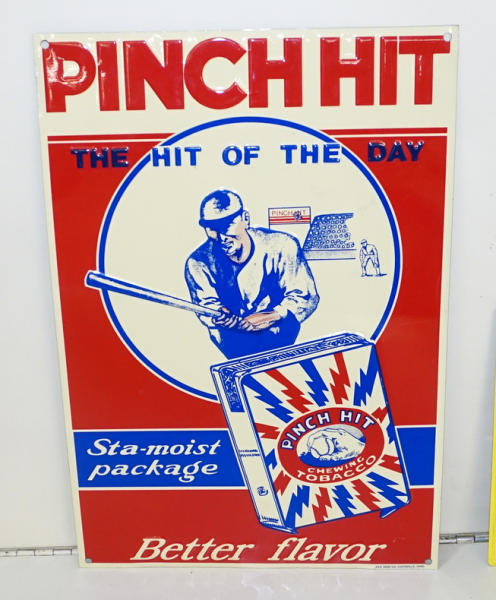 PINCH HIT
THE HIT OF THE DAY
PINCH HIT
PINCH HIT
CHEWING
TOBACCO
Sta-moist
package
Better flavor